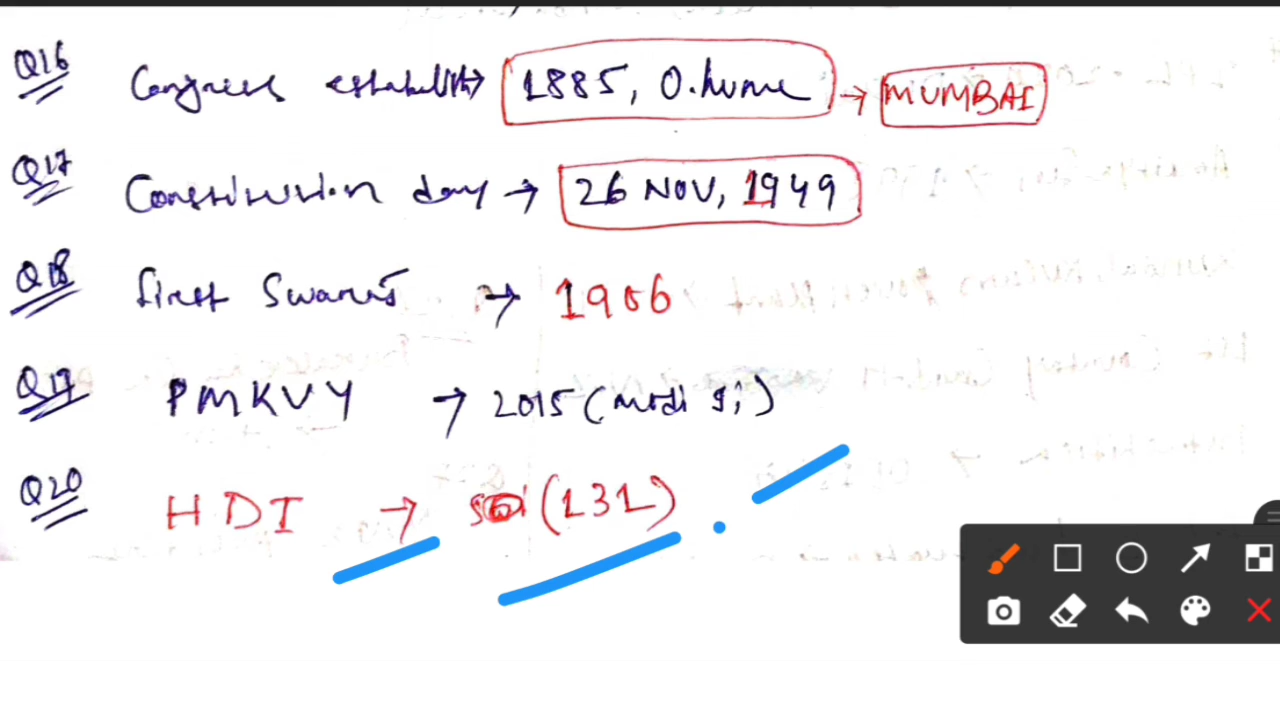 Q16 Congress establish → 1885, O.hume → MUMBAI
Q17 Constitution day → 26 NOV, 1949
Q18 first → 1906
Q19 PMKVY → 2015 (modi ji)
Q20 HDI → (131)